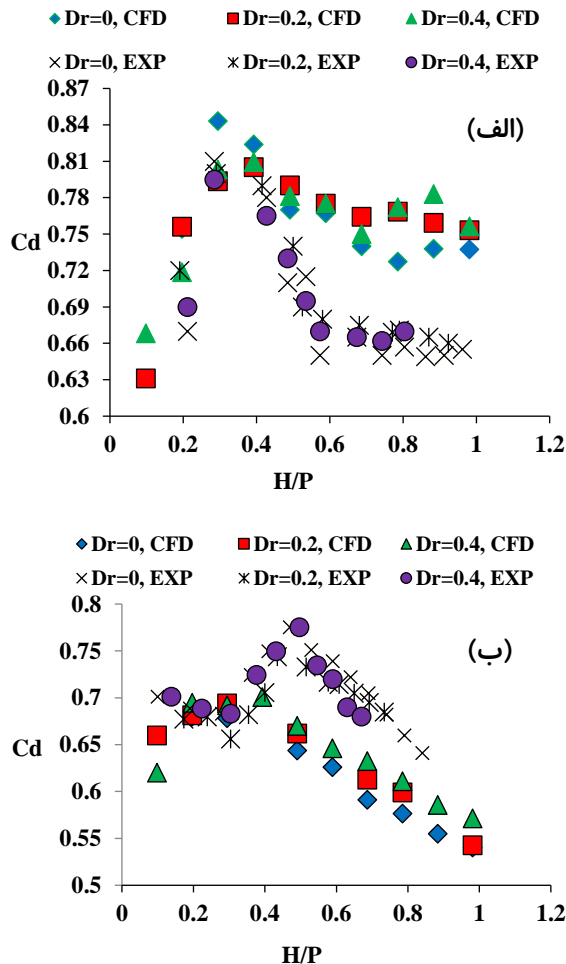 Dr=0, CFD Dr=0.2, CFD Dr=0.4, CFD
Dr=0, EXP Dr=0.2, EXP Dr=0.4, EXP
0.87
0.84
(الف)
0.81
0.78
Cd
0.75
0.72
0.69
0.66
0.63
0.6
0 0.2 0.4 0.6 0.8 1 1.2
H/P
Dr=0, CFD Dr=0.2, CFD Dr=0.4, CFD
Dr=0, EXP Dr=0.2, EXP Dr=0.4, EXP
0.8
(ب)
0.75
0.7
Cd
0.65
0.6
0.55
0.5
0 0.2 0.4 0.6 0.8 1 1.2
H/P